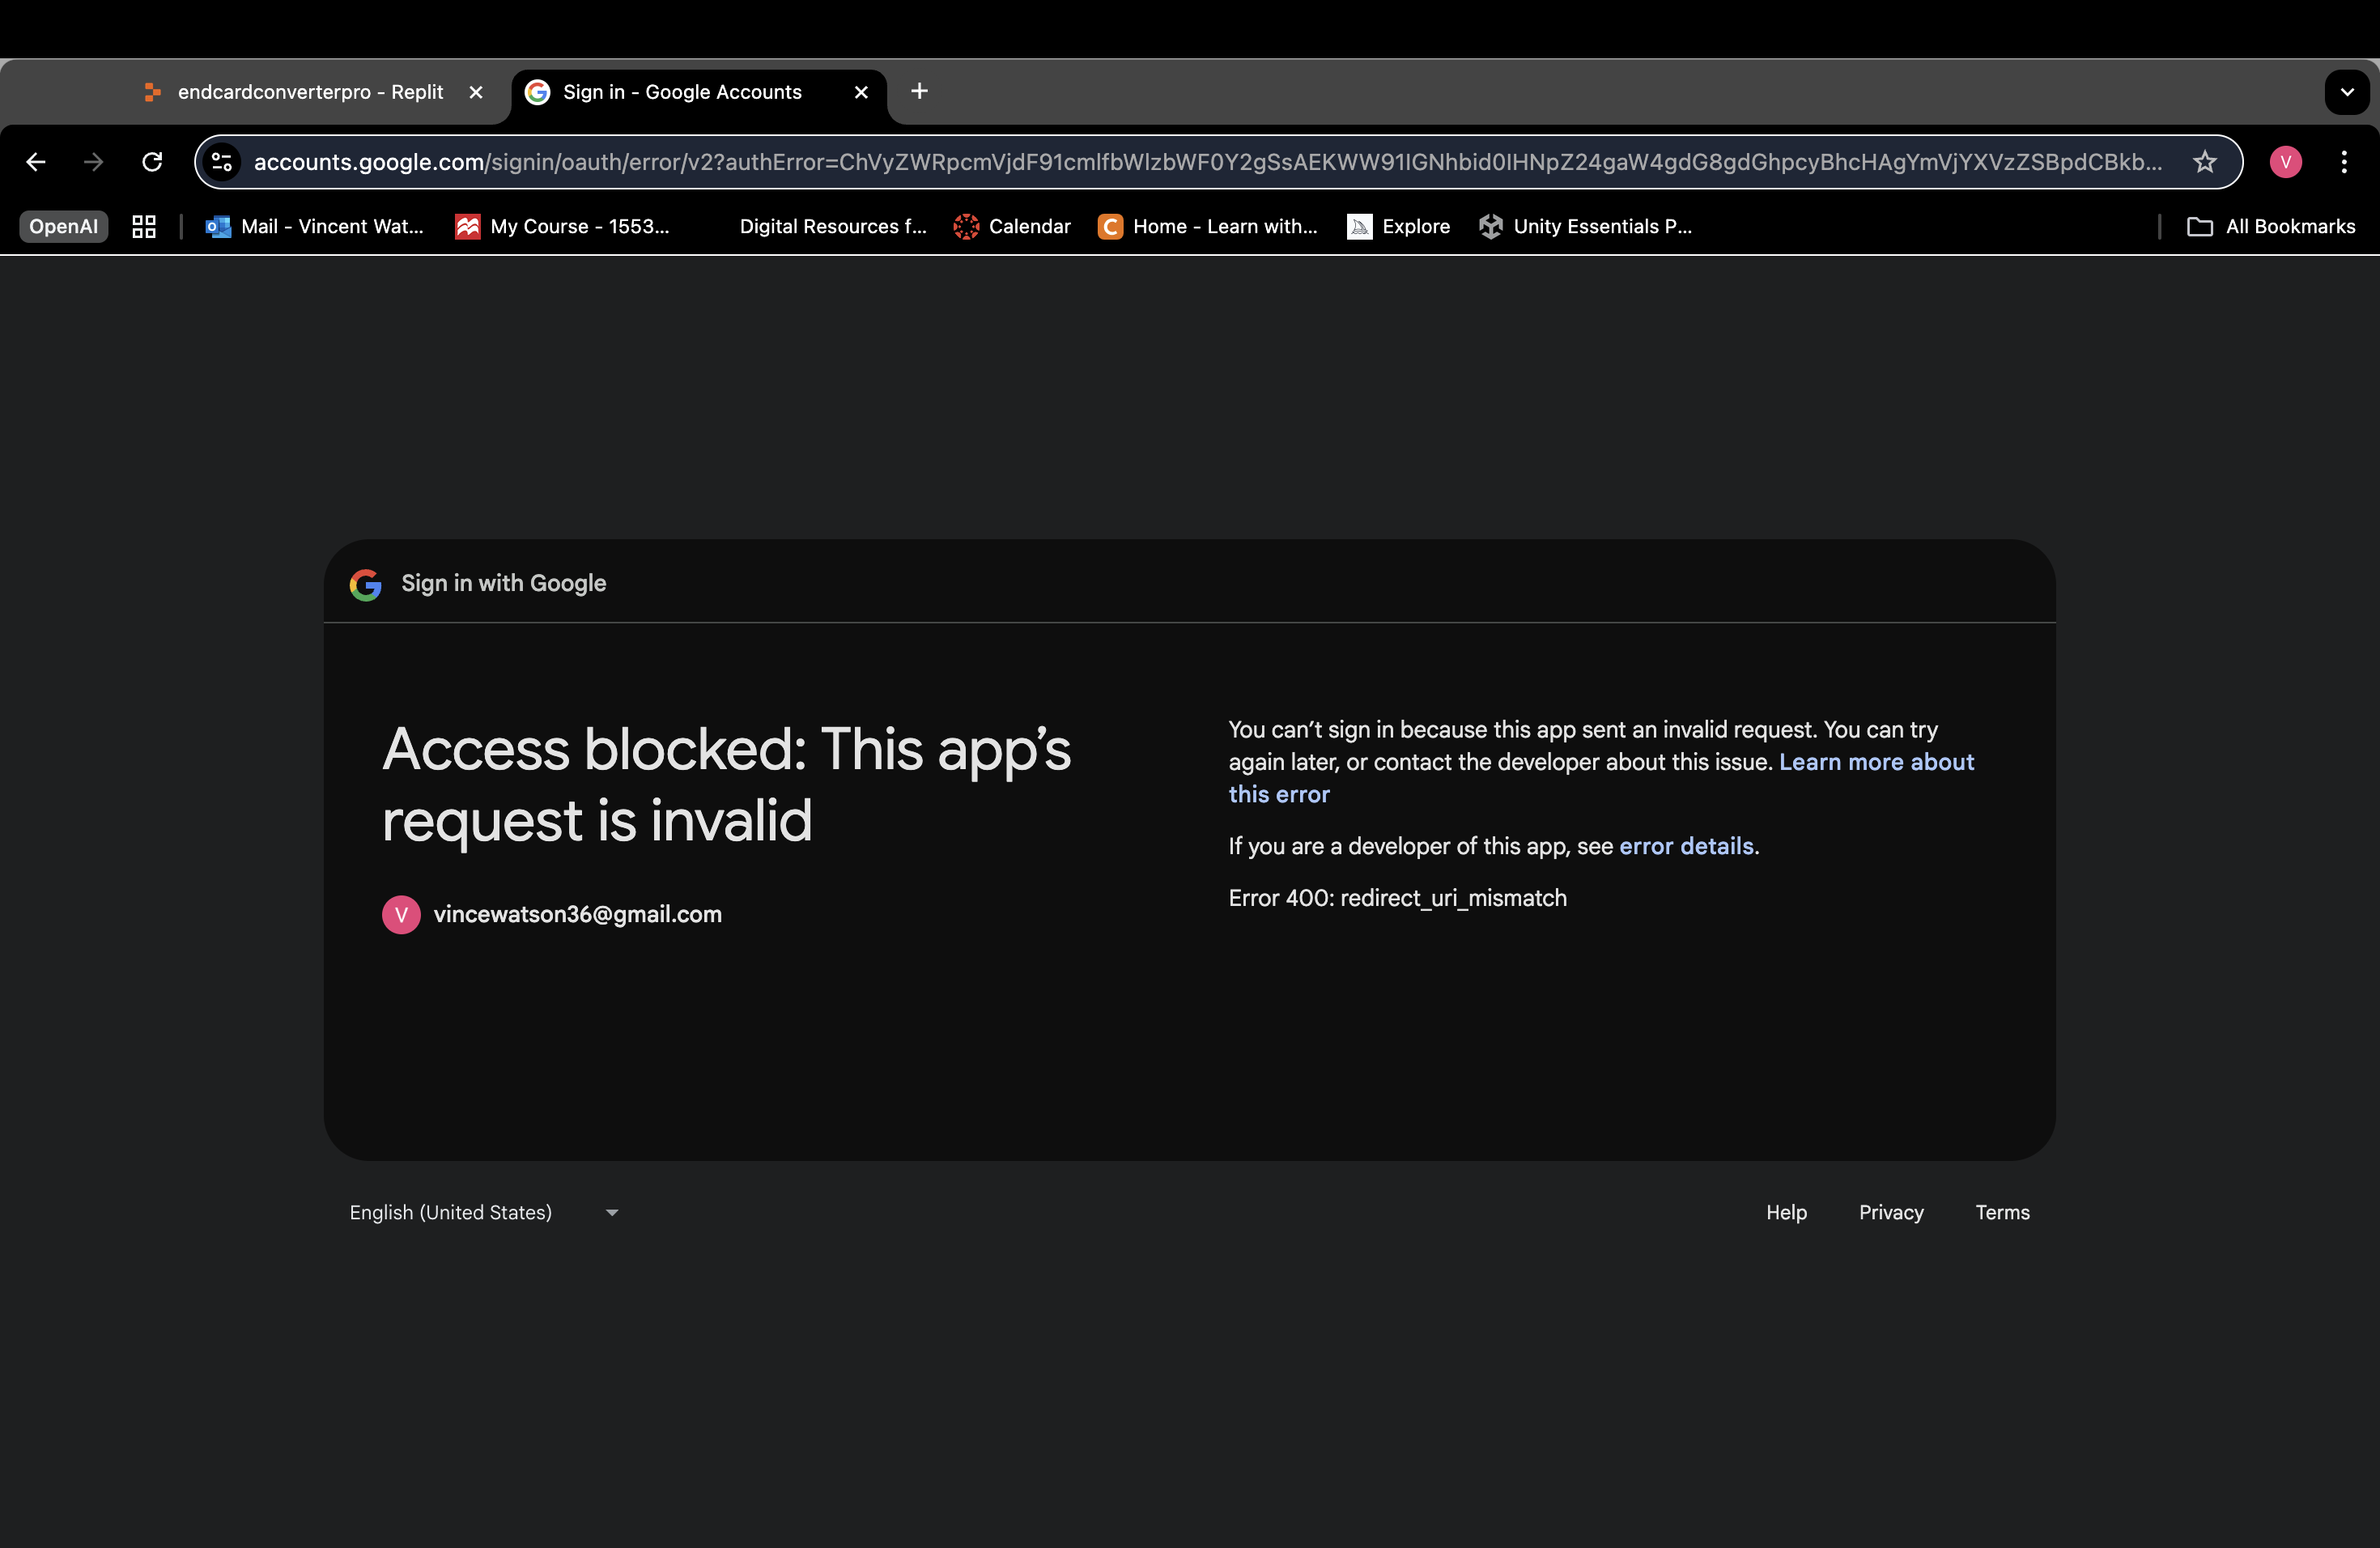 endcardconverterpro - Replit
Sign in - Google Accounts
accounts.google.com/signin/oauth/error/v2?authError=ChVyZWRpcmVjdF91cmlfbWlzbWF0Y2gSsAEKWW91IGNhbid0IHNpZ24gaW4gdG8gdGhpcyBhcHAgYmVjYXVzZSBpdCBkb...
V
OpenAI
Mail - Vincent Wat...
My Course - 1553...
Digital Resources f...
Calendar
Home - Learn with...
Explore
Unity Essentials P...
All Bookmarks
Sign in with Google
Access blocked: This app’s
request is invalid
V vincewatson36@gmail.com
You can’t sign in because this app sent an invalid request. You can try
again later, or contact the developer about this issue. Learn more about
this error
If you are a developer of this app, see error details.
Error 400: redirect_uri_mismatch
English (United States)
Help
Privacy
Terms